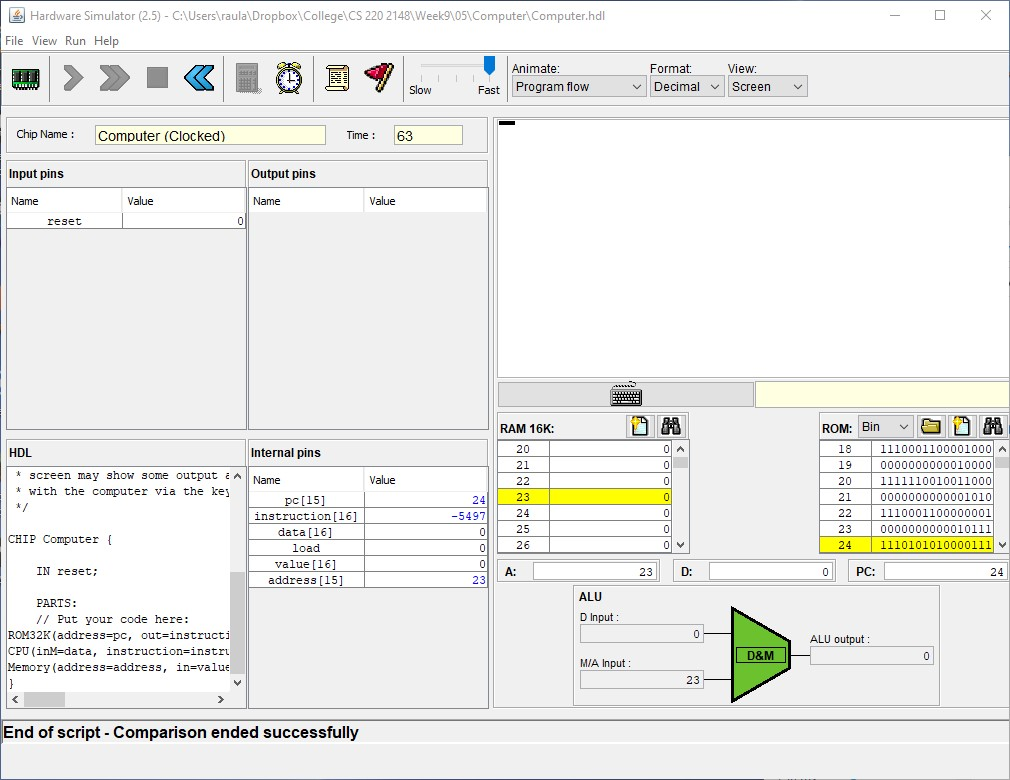 Hardware Simulator (2.5) - C:\Users\raula\Dropbox\College\CS 220 2148\Week9\05\Computer\Computer.hdl
File View Run Help
Slow Fast
Animate: Format: View:
Program flow Decimal Screen
Chip Name : Computer (Clocked) Time : 63
Input pins
Name Value
reset 0
Output pins
Name Value
HDL
* screen may show some output a
* with the computer via the key
*/
CHIP Computer {
IN reset;
PARTS:
// Put your code here:
ROM32K(address=pc, out=instructi
CPU(inM=data, instruction=instru
Memory(address=address, in=value
}
Internal pins
Name Value
pc[15] 24
instruction[16] -5497
data[16] 0
load 0
value[16] 0
address[15] 23
RAM 16K:
20 0
21 0
22 0
23 0
24 0
25 0
26 0
ROM: Bin
18 1110001100001000
19 0000000000010000
20 1111110010011000
21 0000000000001010
22 1110001100000001
23 0000000000010111
24 1110101010000111
A: 23 D: 0 PC: 24
ALU
D Input :
0
M/A Input :
23
D&M
ALU output :
0
End of script - Comparison ended successfully